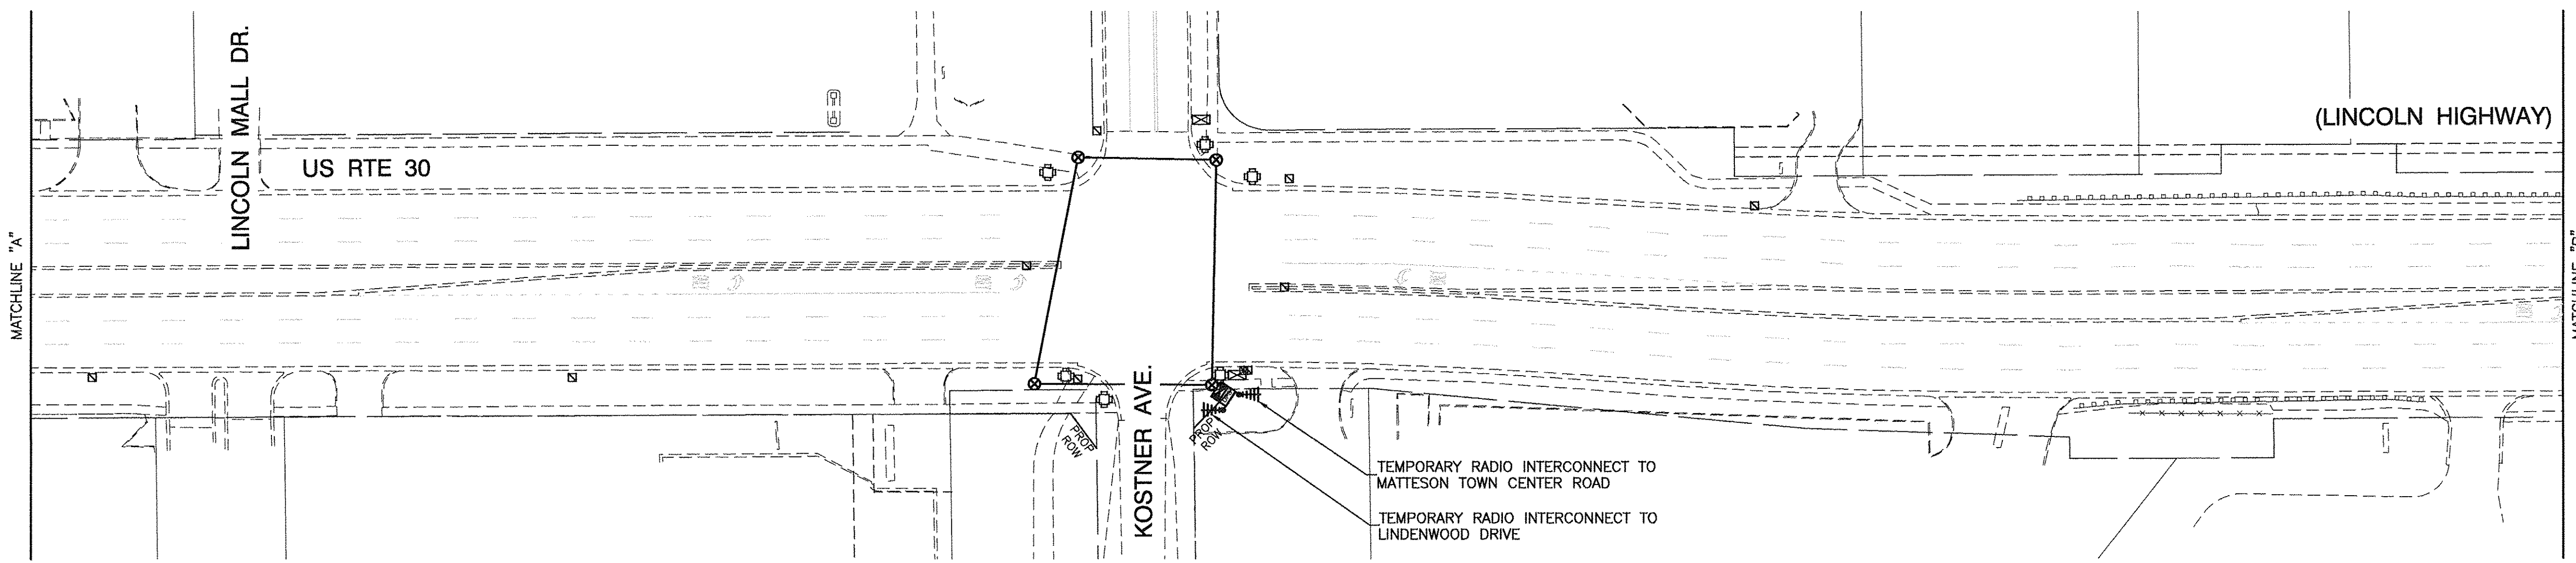 LINCOLN MALL DR.
(LINCOLN HIGHWAY)
US RTE 30
MATCHLINE "A"
KOSTNER AVE.
PROP
ROW
PROP
ROW
TEMPORARY RADIO INTERCONNECT TO
MATTESON TOWN CENTER ROAD
TEMPORARY RADIO INTERCONNECT TO
LINDENWOOD DRIVE